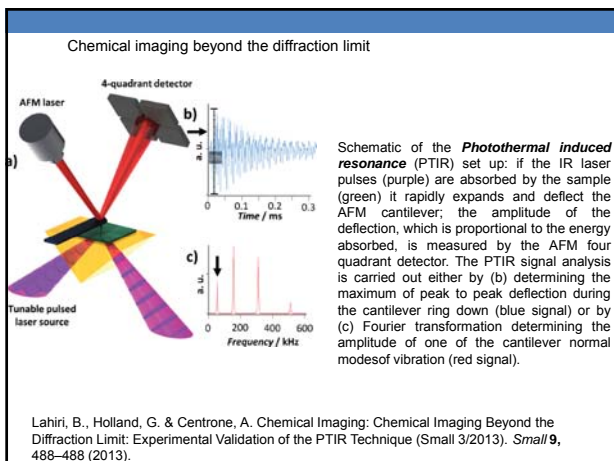 Chemical imaging beyond the diffraction limit
4-quadrant detector
AFM laser
b)
a)
a. u.
0 0.1 0.2 0.3
Time / ms
c)
a. u.
0 200 400 600
Frequency / kHz
Tunable pulsed
laser source
Schematic of the Photothermal induced
resonance (PTIR) set up: if the IR laser
pulses (purple) are absorbed by the sample
(green) it rapidly expands and deflect the
AFM cantilever; the amplitude of the
deflection, which is proportional to the energy
absorbed, is measured by the AFM four
quadrant detector. The PTIR signal analysis
is carried out either by (b) determining the
maximum of peak to peak deflection during
the cantilever ring down (blue signal) or by
(c) Fourier transformation determining the
amplitude of one of the cantilever normal
modesof vibration (red signal).
Lahiri, B., Holland, G. & Centrone, A. Chemical Imaging: Chemical Imaging Beyond the
Diffraction Limit: Experimental Validation of the PTIR Technique (Small 3/2013). Small 9,
488–488 (2013).